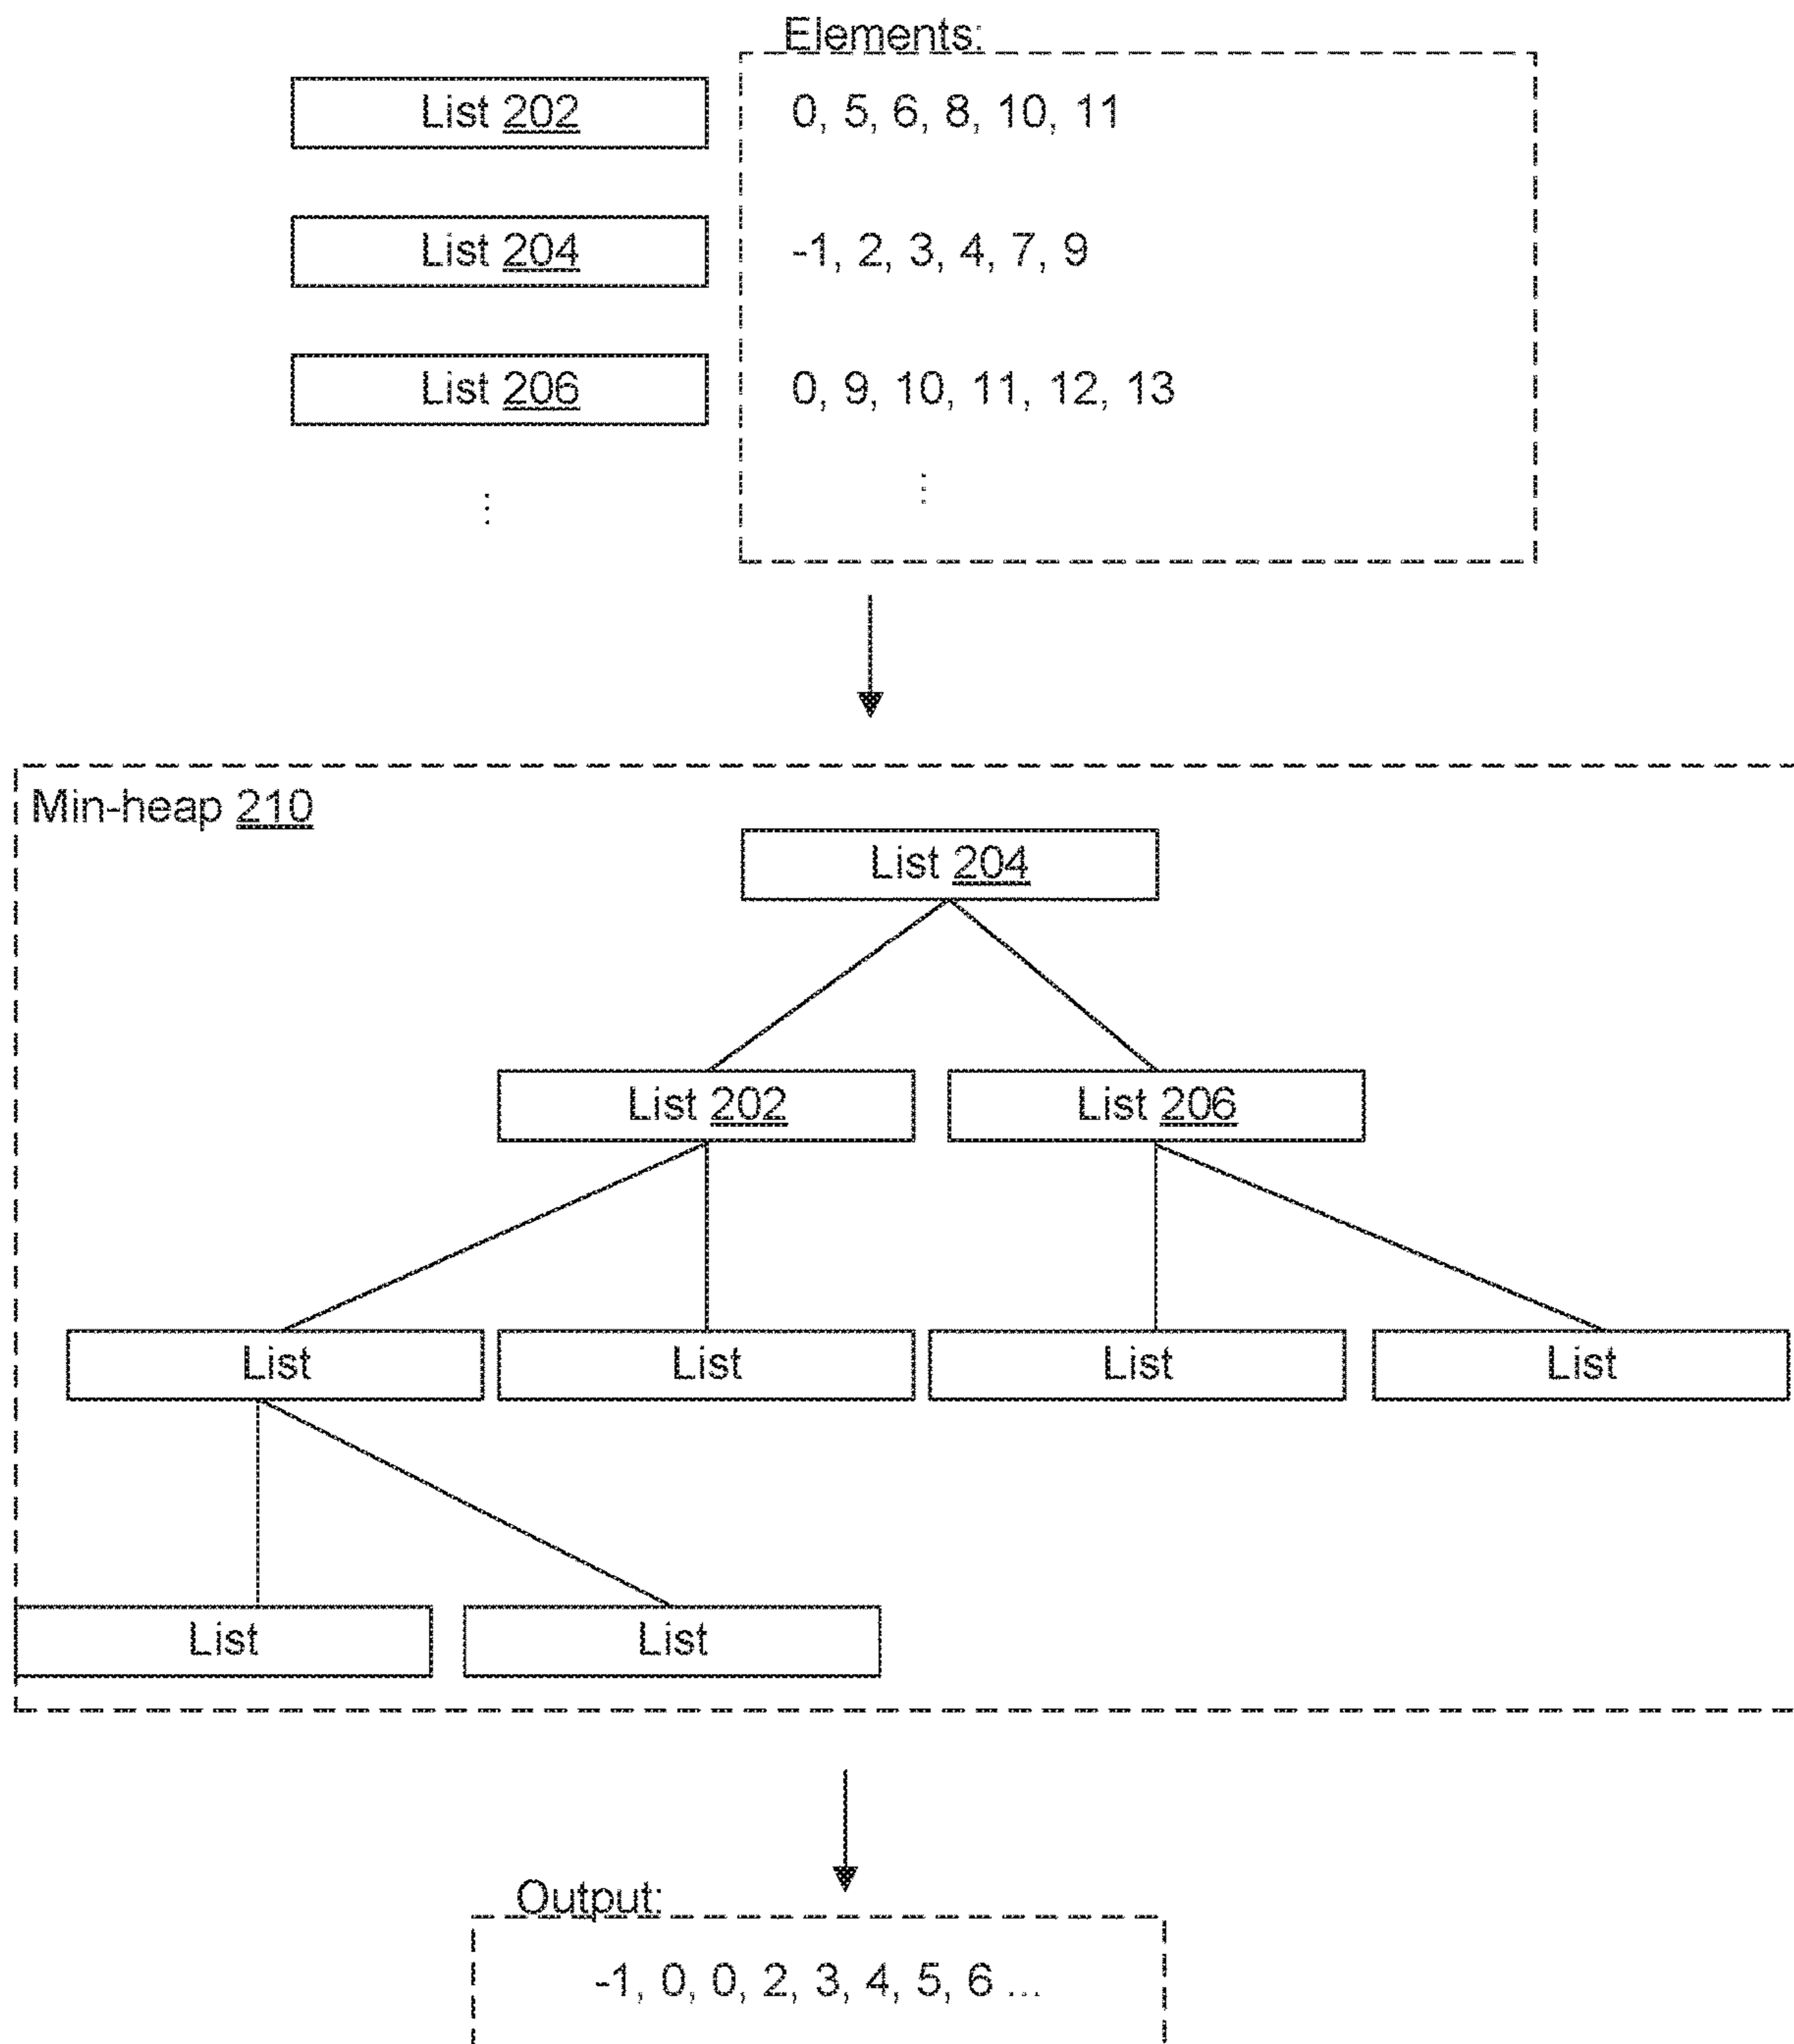 Elements:
List 202
0, 5, 6, 8, 10, 11
List 204
-1, 2, 3, 4, 7, 9
List 206
0, 9, 10, 11, 12, 13
⋮
⋮
Min-heap 210
List 204
List 202
List 206
List
List
List
List
List
List
Output:
-1, 0, 0, 2, 3, 4, 5, 6 ...